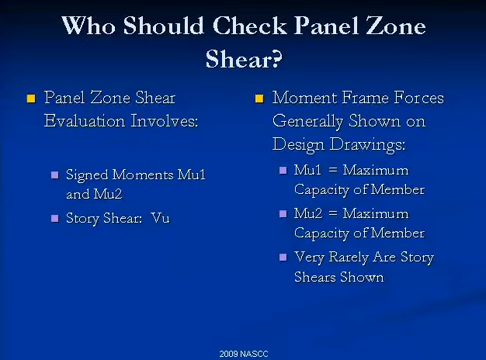 Who Should Check Panel Zone
Shear?
Panel Zone Shear
Evaluation Involves:
Signed Moments Mu1
and Mu2
Story Shear: Vu
Moment Frame Forces
Generally Shown on
Design Drawings:
Mu1 = Maximum
Capacity of Member
Mu2 = Maximum
Capacity of Member
Very Rarely Are Story
Shears Shown
2009 NASCC